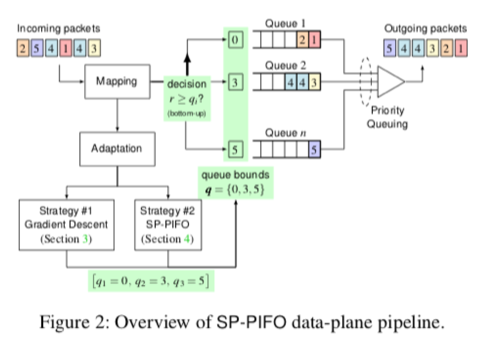 Incoming packets
2 5 4 1 4 3
Mapping
Adaptation
decision
r ≥ qᵢ?
(bottom-up)
0
3
5
Queue 1
2 1
Queue 2
4 4 3
Queue n
5
Outgoing packets
5 4 4 3 2 1
Priority
Queuing
queue bounds
q = {0, 3, 5}
Strategy #1
Gradient Descent
(Section 3)
Strategy #2
SP-PIFO
(Section 4)
[q₁ = 0, q₂ = 3, q₃ = 5]
Figure 2: Overview of SP-PIFO data-plane pipeline.